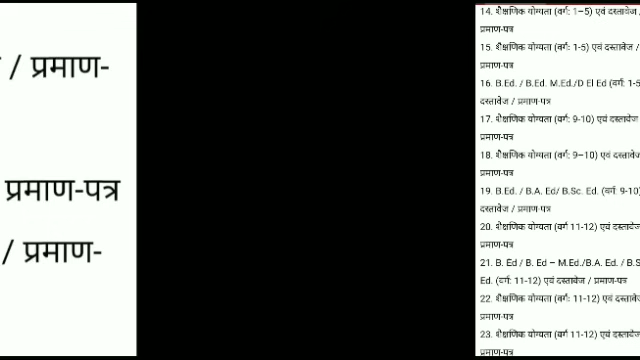 / प्रमाण-
प्रमाण-पत्र
/ प्रमाण-
14. शैक्षणिक योग्यता (वर्ग: 1–5) एवं दस्तावेज /
प्रमाण-पत्र
15. शैक्षणिक योग्यता (वर्ग: 1-5) एवं दस्तावेज /
प्रमाण-पत्र
16. B.Ed. / B.Ed. M.Ed./D El Ed (वर्ग: 1-5
दस्तावेज / प्रमाण-पत्र
17. शैक्षणिक योग्यता (वर्ग: 9-10) एवं दस्तावेज
प्रमाण-पत्र
18. शैक्षणिक योग्यता (वर्ग: 9–10) एवं दस्तावेज
प्रमाण-पत्र
19. B.Ed. / B.A. Ed/ B.Sc. Ed. (वर्ग: 9-10)
दस्तावेज / प्रमाण-पत्र
20. शैक्षणिक योग्यता (वर्ग 11-12) एवं दस्तावेज
प्रमाण-पत्र
21. B. Ed / B. Ed – M.Ed./B.A. Ed. / B.S
Ed. (वर्ग: 11-12) एवं दस्तावेज / प्रमाण-पत्र
22. शैक्षणिक योग्यता (वर्ग: 11-12) एवं दस्तावेज
प्रमाण-पत्र
23. शैक्षणिक योग्यता (वर्ग 11-12) एवं दस्तावेज
प्रमाण-पत्र